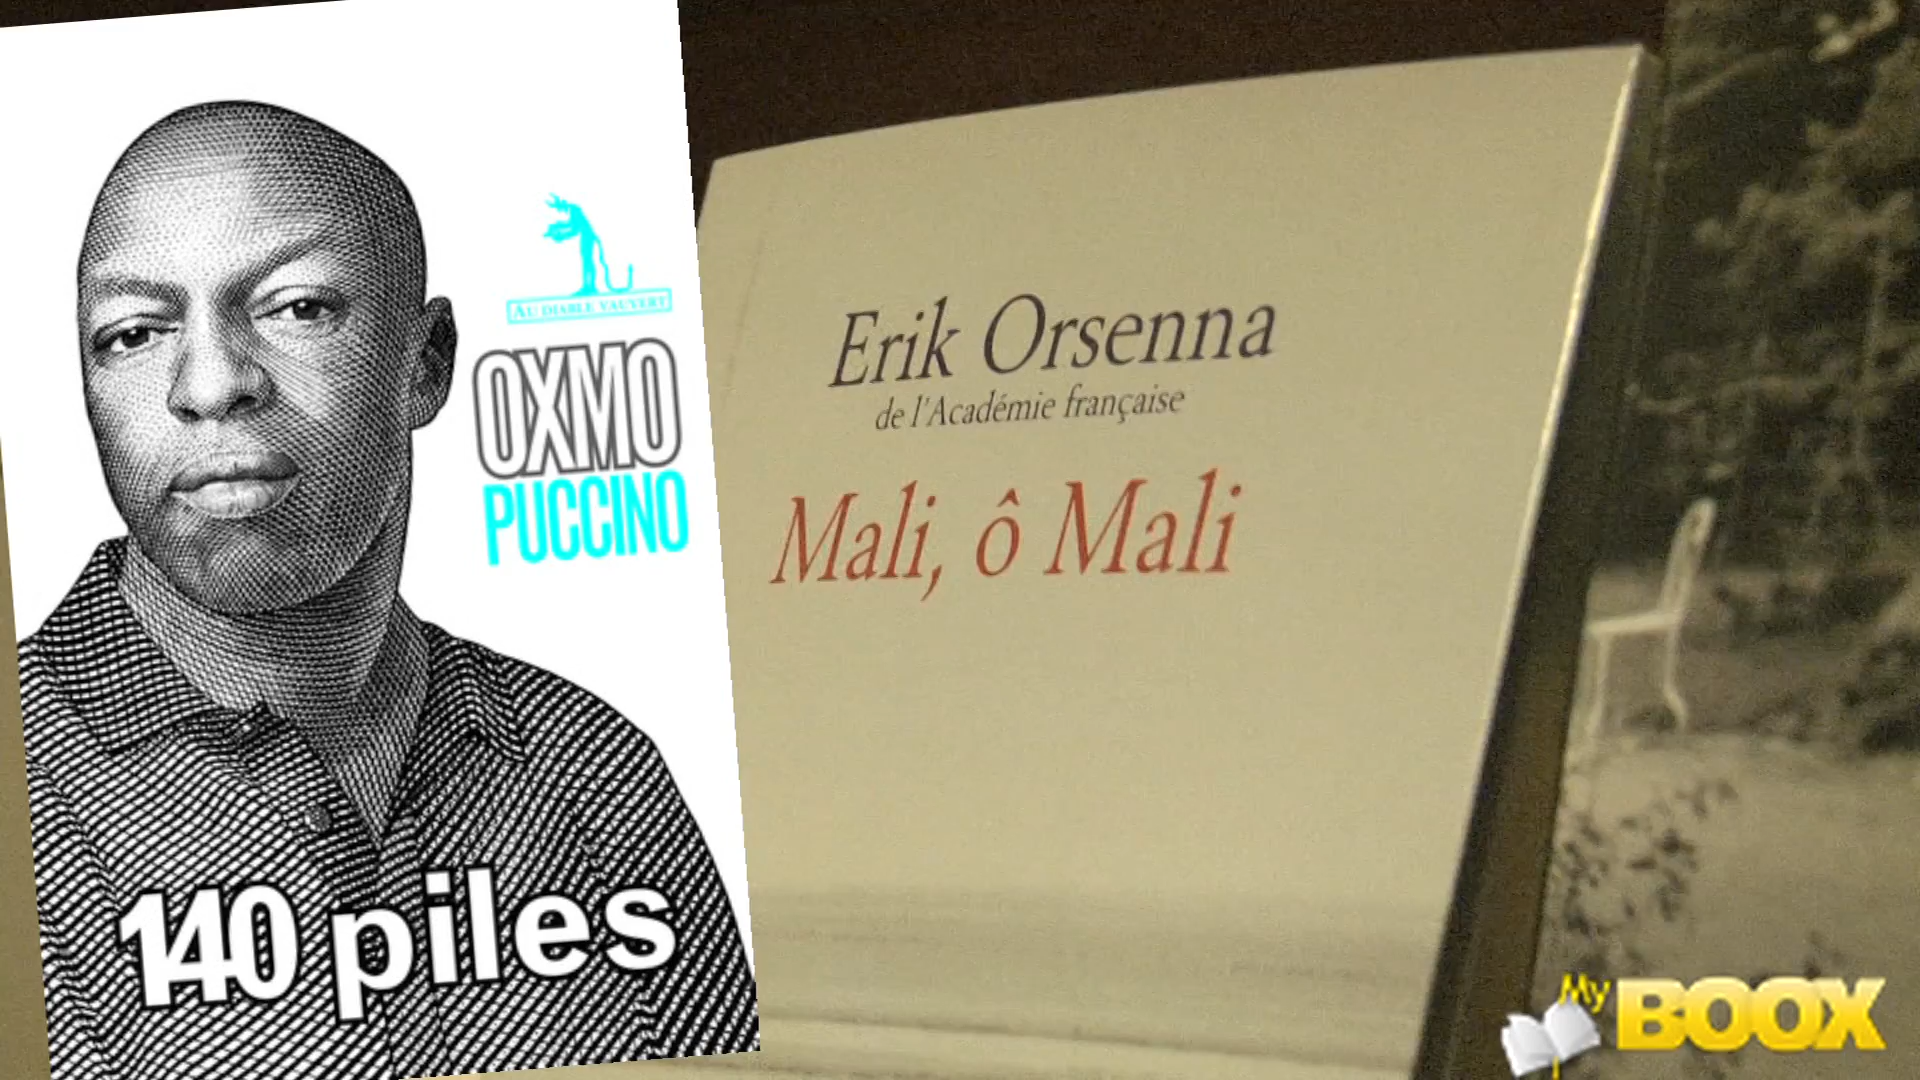 AU DIABLE VAUVERT
OXMO
PUCCINO
140 piles
Erik Orsenna
de l'Académie française
Mali, ô Mali
My BOOX